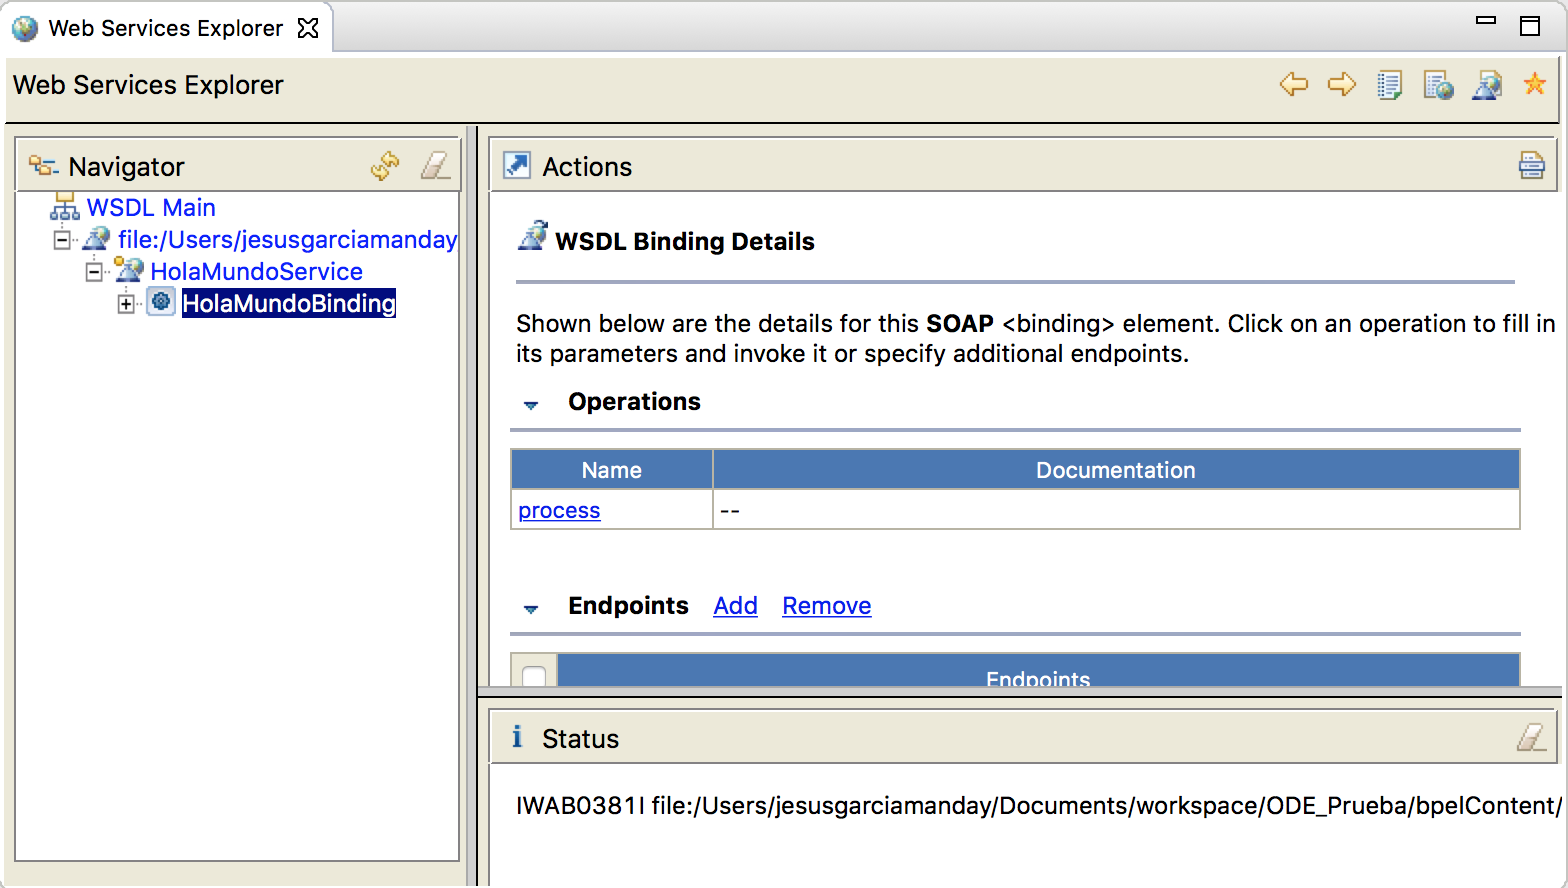 Web Services Explorer
Web Services Explorer
Navigator
WSDL Main
file:/Users/jesusgarciamanday
HolaMundoService
HolaMundoBinding
Actions
WSDL Binding Details
Shown below are the details for this SOAP <binding> element. Click on an operation to fill in
its parameters and invoke it or specify additional endpoints.
Operations
Name Documentation
process --
Endpoints Add Remove
Endpoints
i Status
IWAB0381I file:/Users/jesusgarciamanday/Documents/workspace/ODE_Prueba/bpelContent/